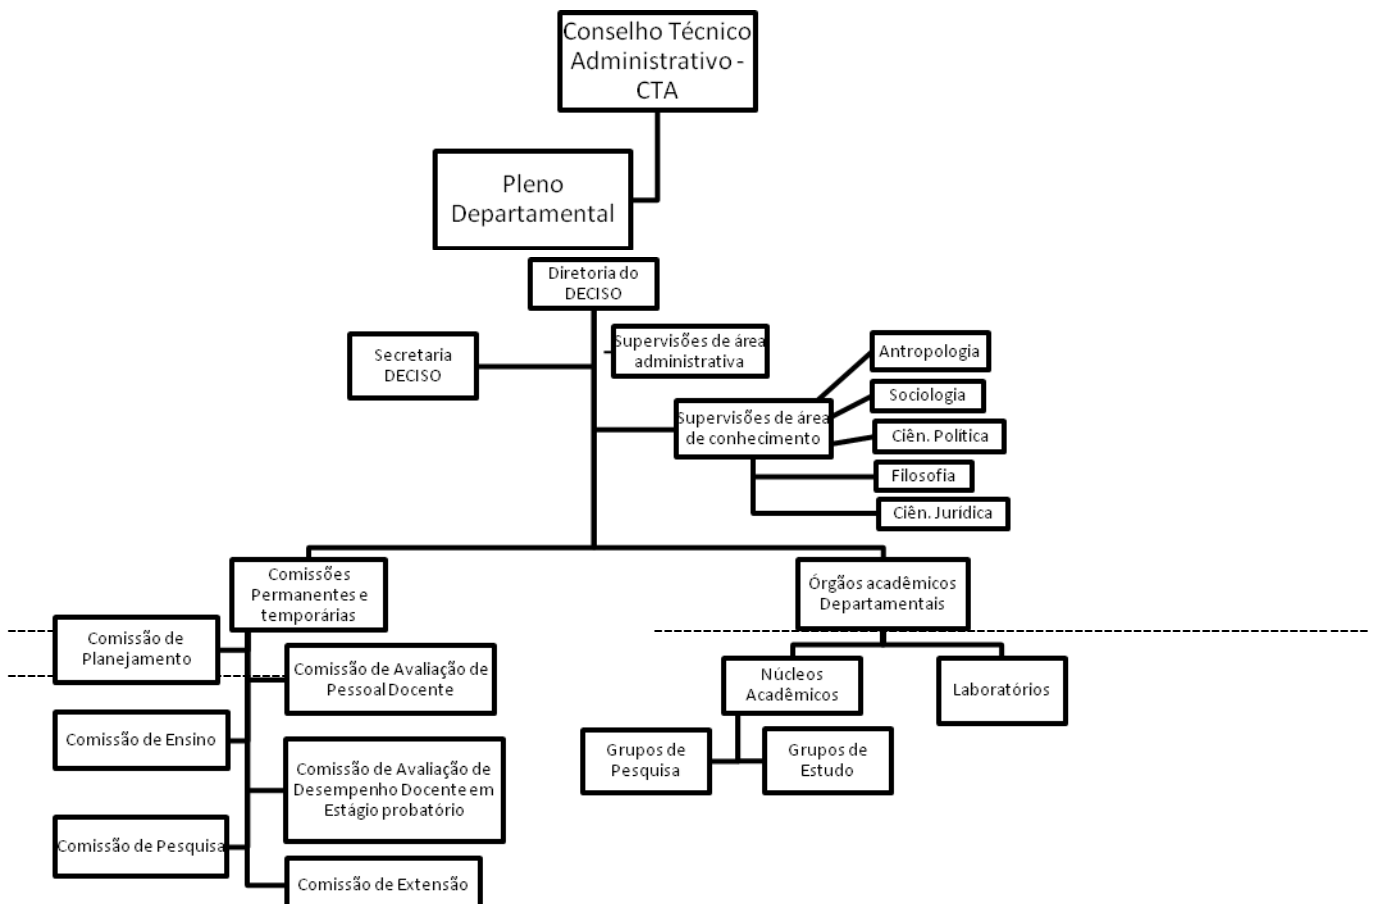 Conselho Técnico
Administrativo -
CTA
Pleno
Departamental
Diretoria do
DECISO
Secretaria
DECISO
Supervisões de área
administrativa
Supervisões de área
de conhecimento
Antropologia
Sociologia
Ciên. Política
Filosofia
Ciên. Jurídica
Comissões
Permanentes e
temporárias
Comissão de
Planejamento
Comissão de Avaliação de
Pessoal Docente
Comissão de Ensino
Comissão de Avaliação de
Desempenho Docente em
Estágio probatório
Comissão de Pesquisa
Comissão de Extensão
Órgãos acadêmicos
Departamentais
Núcleos
Acadêmicos
Laboratórios
Grupos de
Pesquisa
Grupos de
Estudo